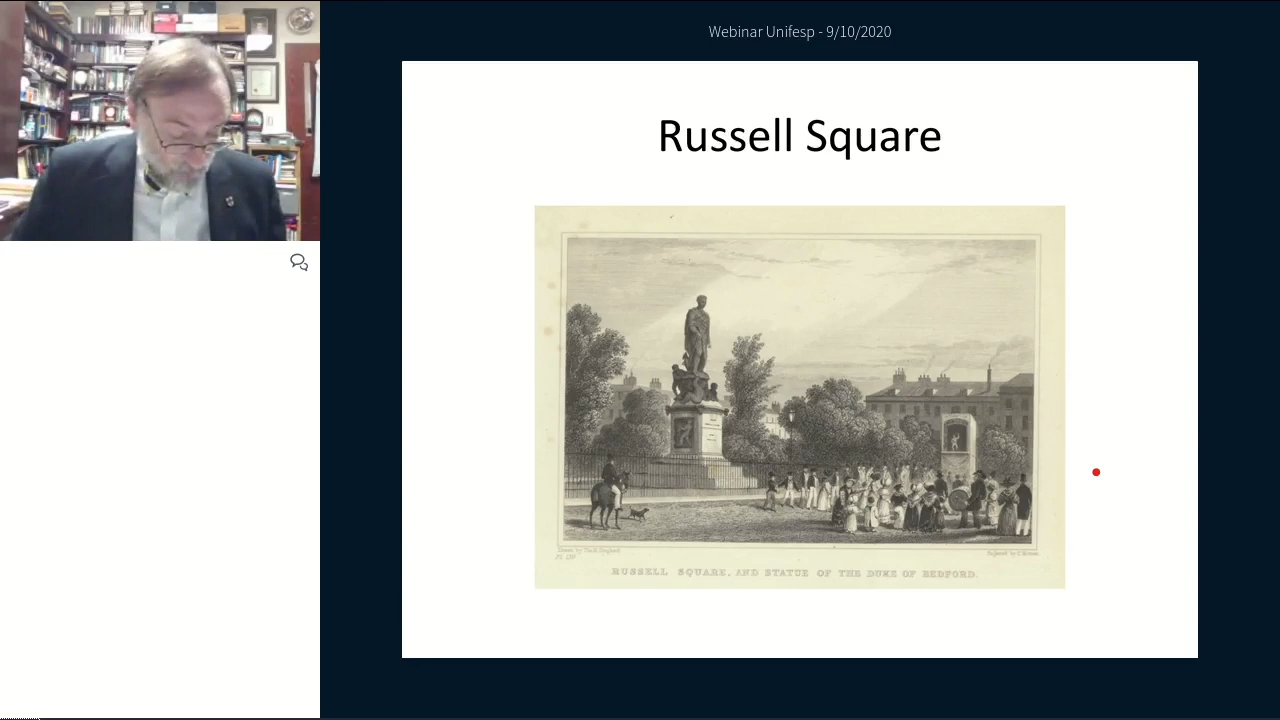 Webinar Unifesp - 9/10/2020
Russell Square
RUSSELL SQUARE, AND STATUE OF THE DUKE OF BEDFORD.